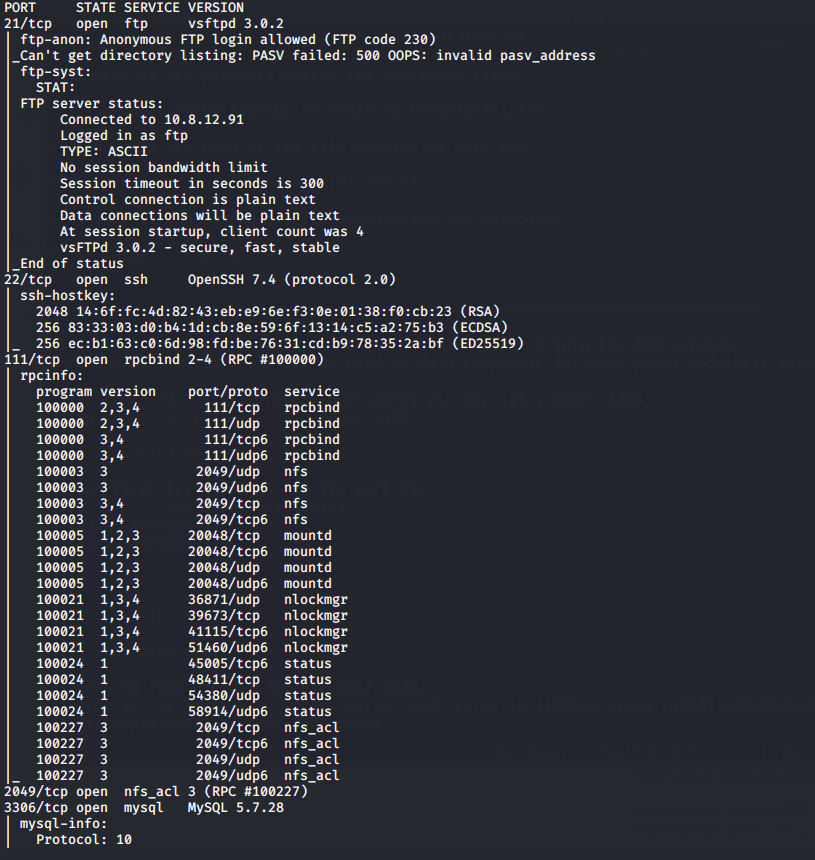 PORT     STATE SERVICE VERSION
21/tcp   open  ftp     vsftpd 3.0.2
| ftp-anon: Anonymous FTP login allowed (FTP code 230)
|_Can't get directory listing: PASV failed: 500 OOPS: invalid pasv_address
| ftp-syst:
|   STAT:
| FTP server status:
|      Connected to 10.8.12.91
|      Logged in as ftp
|      TYPE: ASCII
|      No session bandwidth limit
|      Session timeout in seconds is 300
|      Control connection is plain text
|      Data connections will be plain text
|      At session startup, client count was 4
|      vsFTPd 3.0.2 - secure, fast, stable
|_End of status
22/tcp   open  ssh     OpenSSH 7.4 (protocol 2.0)
| ssh-hostkey:
|   2048 14:6f:fc:4d:82:43:eb:e9:6e:f3:0e:01:38:f0:cb:23 (RSA)
|   256 83:33:03:d0:b4:1d:cb:8e:59:6f:13:14:c5:a2:75:b3 (ECDSA)
|_  256 ec:b1:63:c0:6d:98:fd:be:76:31:cd:b9:78:35:2a:bf (ED25519)
111/tcp  open  rpcbind 2-4 (RPC #100000)
| rpcinfo:
|   program version    port/proto  service
|   100000  2,3,4        111/tcp   rpcbind
|   100000  2,3,4        111/udp   rpcbind
|   100000  3,4          111/tcp6  rpcbind
|   100000  3,4          111/udp6  rpcbind
|   100003  3           2049/udp   nfs
|   100003  3           2049/udp6  nfs
|   100003  3,4         2049/tcp   nfs
|   100003  3,4         2049/tcp6  nfs
|   100005  1,2,3      20048/tcp   mountd
|   100005  1,2,3      20048/tcp6  mountd
|   100005  1,2,3      20048/udp   mountd
|   100005  1,2,3      20048/udp6  mountd
|   100021  1,3,4      36871/udp   nlockmgr
|   100021  1,3,4      39673/tcp   nlockmgr
|   100021  1,3,4      41115/tcp6  nlockmgr
|   100021  1,3,4      51460/udp6  nlockmgr
|   100024  1          45005/tcp6  status
|   100024  1          48411/tcp   status
|   100024  1          54380/udp   status
|   100024  1          58914/udp6  status
|   100227  3           2049/tcp   nfs_acl
|   100227  3           2049/tcp6  nfs_acl
|   100227  3           2049/udp   nfs_acl
|_  100227  3           2049/udp6  nfs_acl
2049/tcp open  nfs_acl 3 (RPC #100227)
3306/tcp open  mysql   MySQL 5.7.28
| mysql-info:
|   Protocol: 10